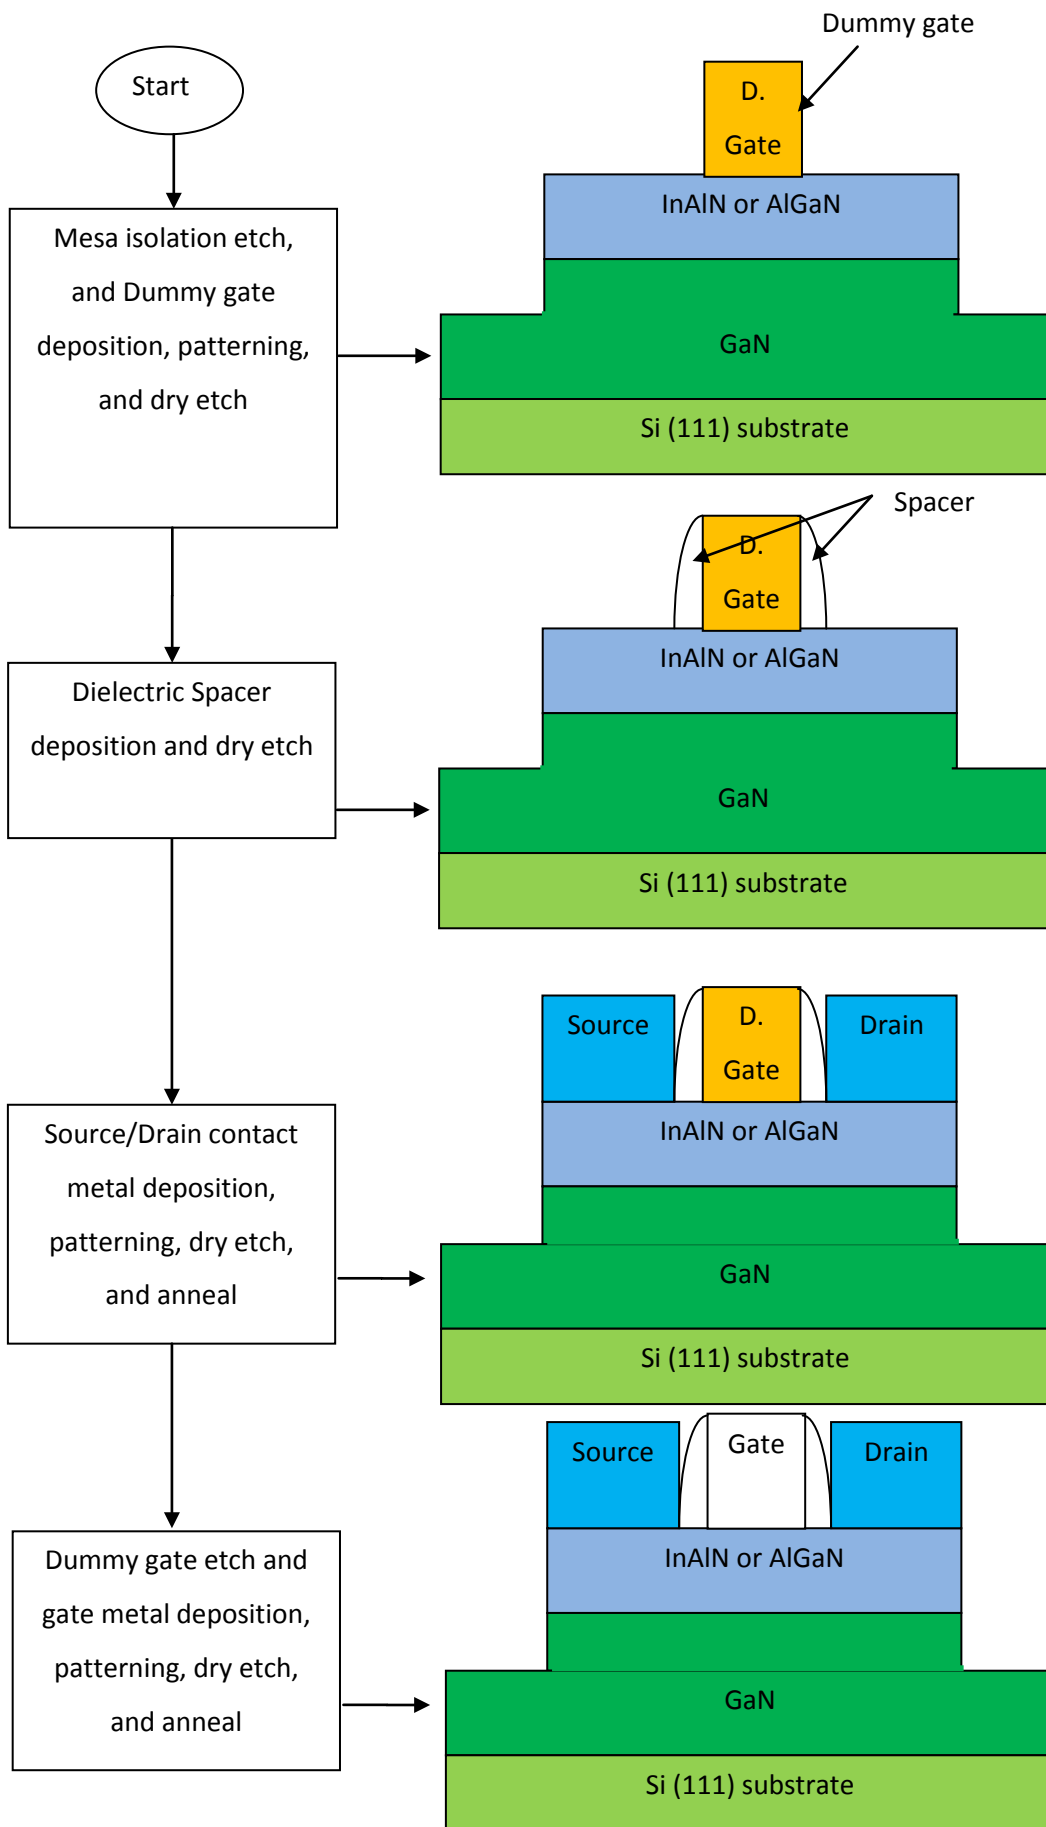 Dummy gate
Start
D.
Gate
InAlN or AlGaN
Mesa isolation etch,
and Dummy gate
deposition, patterning,
and dry etch
GaN
Si (111) substrate
Spacer
D.
Gate
InAlN or AlGaN
Dielectric Spacer
deposition and dry etch
GaN
Si (111) substrate
Source
D.
Gate
Drain
InAlN or AlGaN
Source/Drain contact
metal deposition,
patterning, dry etch,
and anneal
GaN
Si (111) substrate
Source
Gate
Drain
InAlN or AlGaN
Dummy gate etch and
gate metal deposition,
patterning, dry etch,
and anneal
GaN
Si (111) substrate